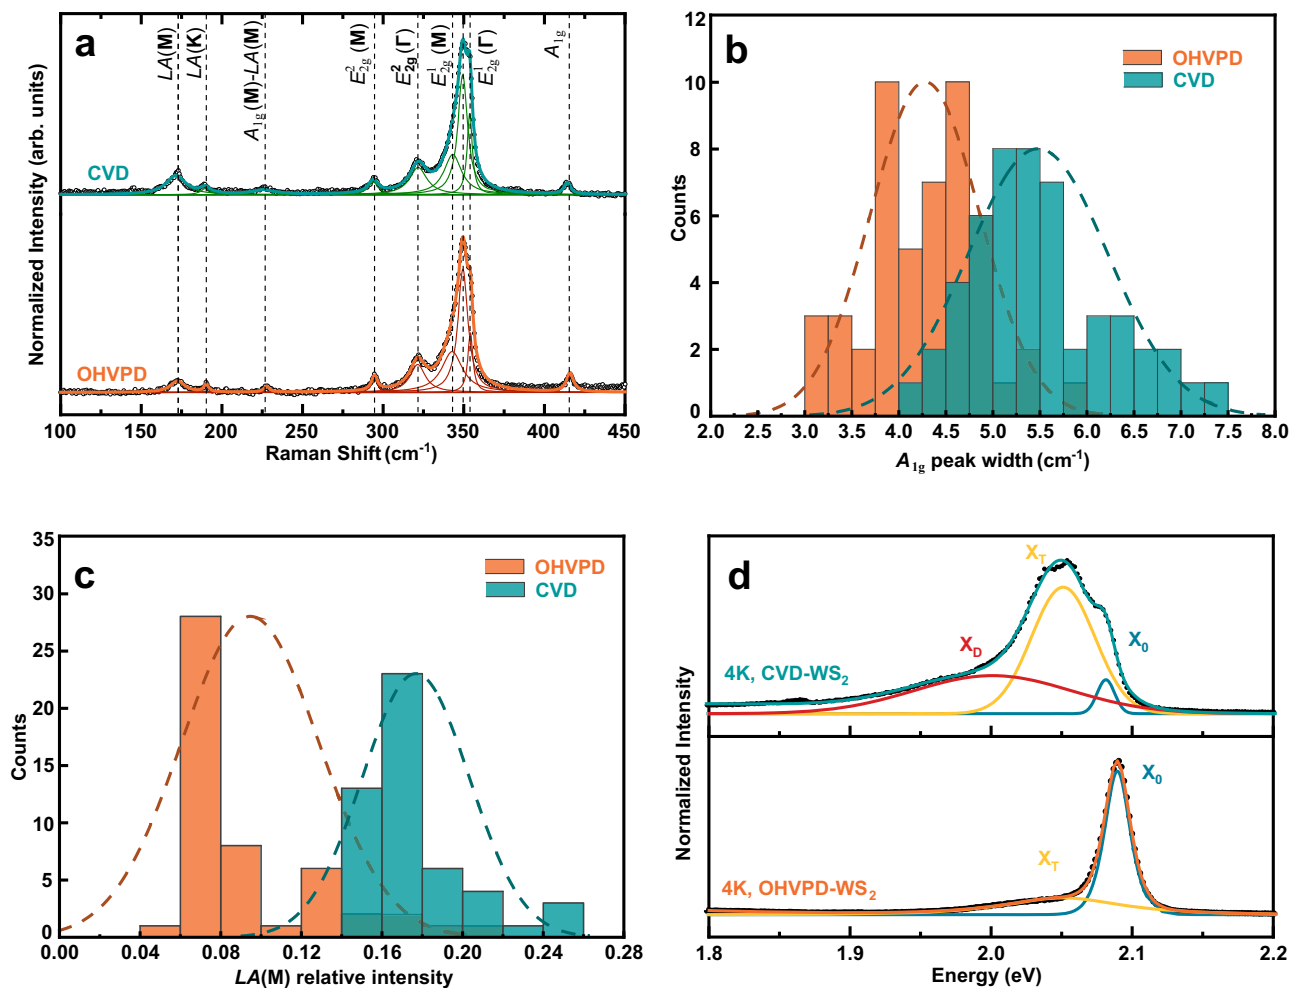 a
LA(M)
LA(K)
A1g(M)-LA(M)
E²2g(M)
E²2g(Γ)
E¹2g(M)
E¹2g(Γ)
A1g
CVD
OHVPD
Normalized Intensity (arb. units)
100 150 200 250 300 350 400 450
Raman Shift (cm⁻¹)
b
OHVPD
CVD
Counts
12
10
8
6
4
2
0
2.0 2.5 3.0 3.5 4.0 4.5 5.0 5.5 6.0 6.5 7.0 7.5 8.0
A1g peak width (cm⁻¹)
c
OHVPD
CVD
Counts
35
30
25
20
15
10
5
0
0.00 0.04 0.08 0.12 0.16 0.20 0.24 0.28
LA(M) relative intensity
d
XT
XD
X0
4K, CVD-WS₂
X0
XT
4K, OHVPD-WS₂
Normalized Intensity
1.8 1.9 2.0 2.1 2.2
Energy (eV)